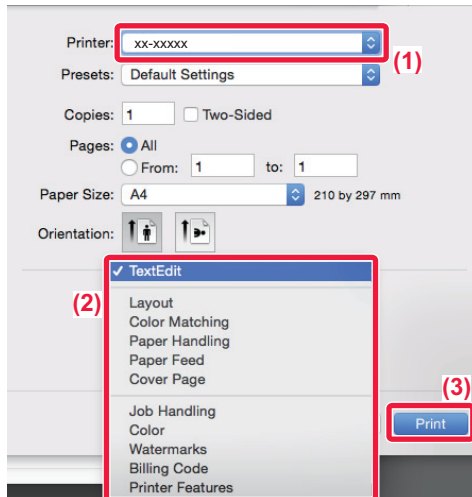 Printer: xx-xxxxx
(1)
Presets: Default Settings
Copies: 1 Two-Sided
Pages: All
From: 1 to: 1
Paper Size: A4 210 by 297 mm
Orientation:
✓ TextEdit
(2)
Layout
Color Matching
Paper Handling
Paper Feed
Cover Page
(3)
Job Handling
Color
Print
Watermarks
Billing Code
Printer Features